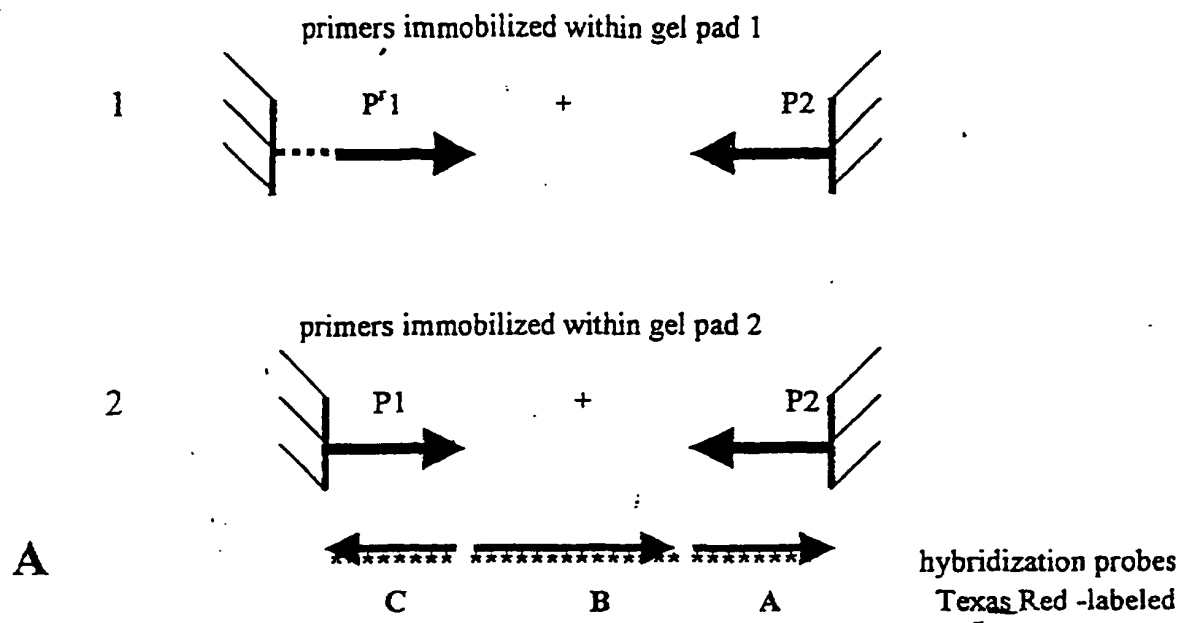 primers immobilized within gel pad 1
1 Pʳ1 + P2
primers immobilized within gel pad 2
2 P1 + P2
A
hybridization probes
C B A Texas Red -labeled